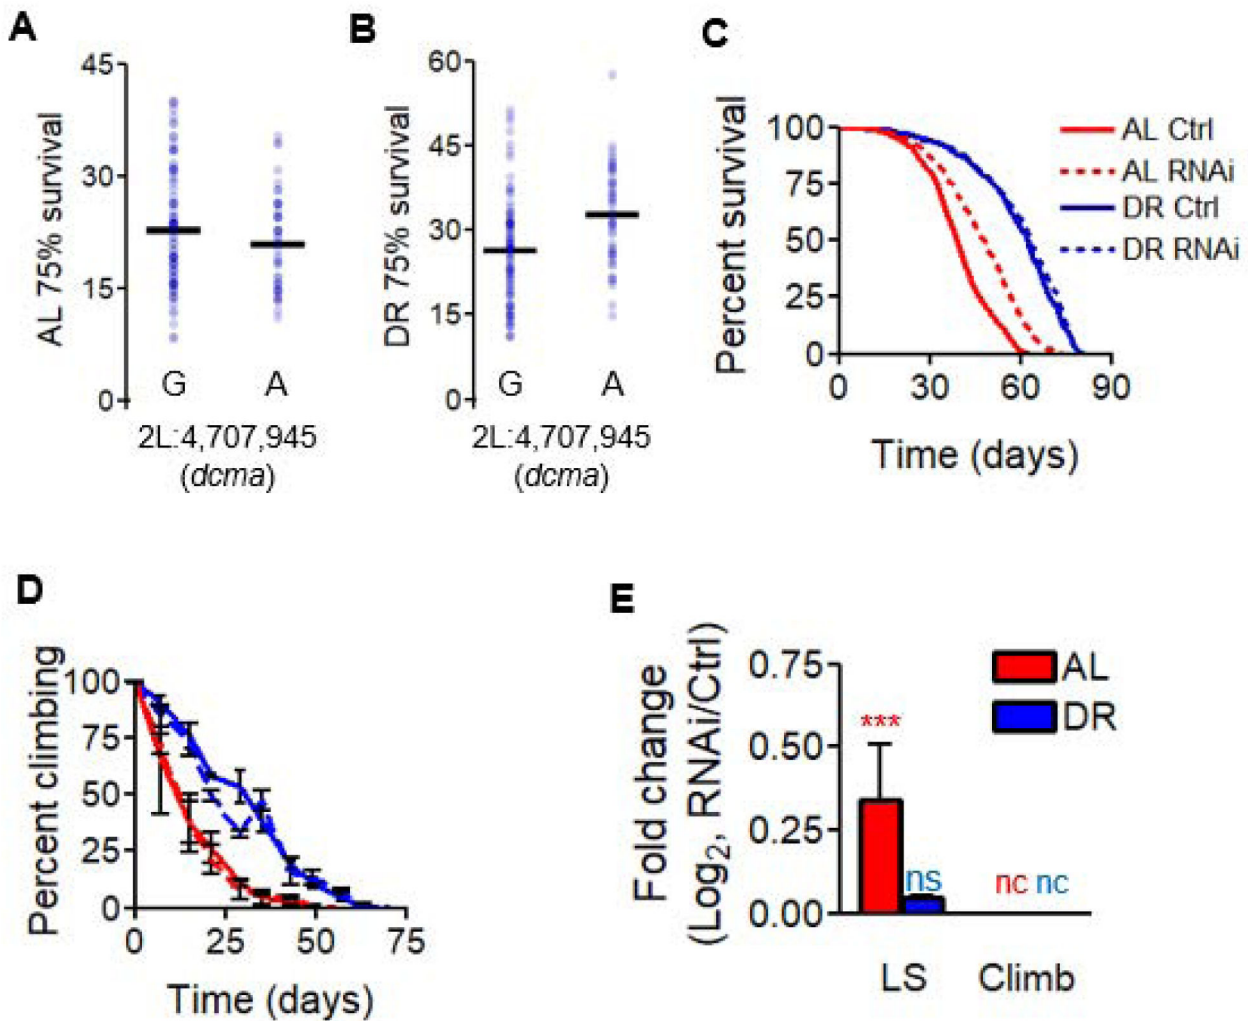 A
AL 75% survival
45
30
15
0
G A
2L:4,707,945
(dcma)
B
DR 75% survival
60
45
30
15
0
G A
2L:4,707,945
(dcma)
C
Percent survival
100
75
50
25
0
0 30 60 90
Time (days)
AL Ctrl
AL RNAi
DR Ctrl
DR RNAi
D
Percent climbing
100
75
50
25
0
0 25 50 75
Time (days)
E
Fold change
(Log2, RNAi/Ctrl)
0.75
0.50
0.25
0.00
AL
DR
***
ns
nc nc
LS Climb